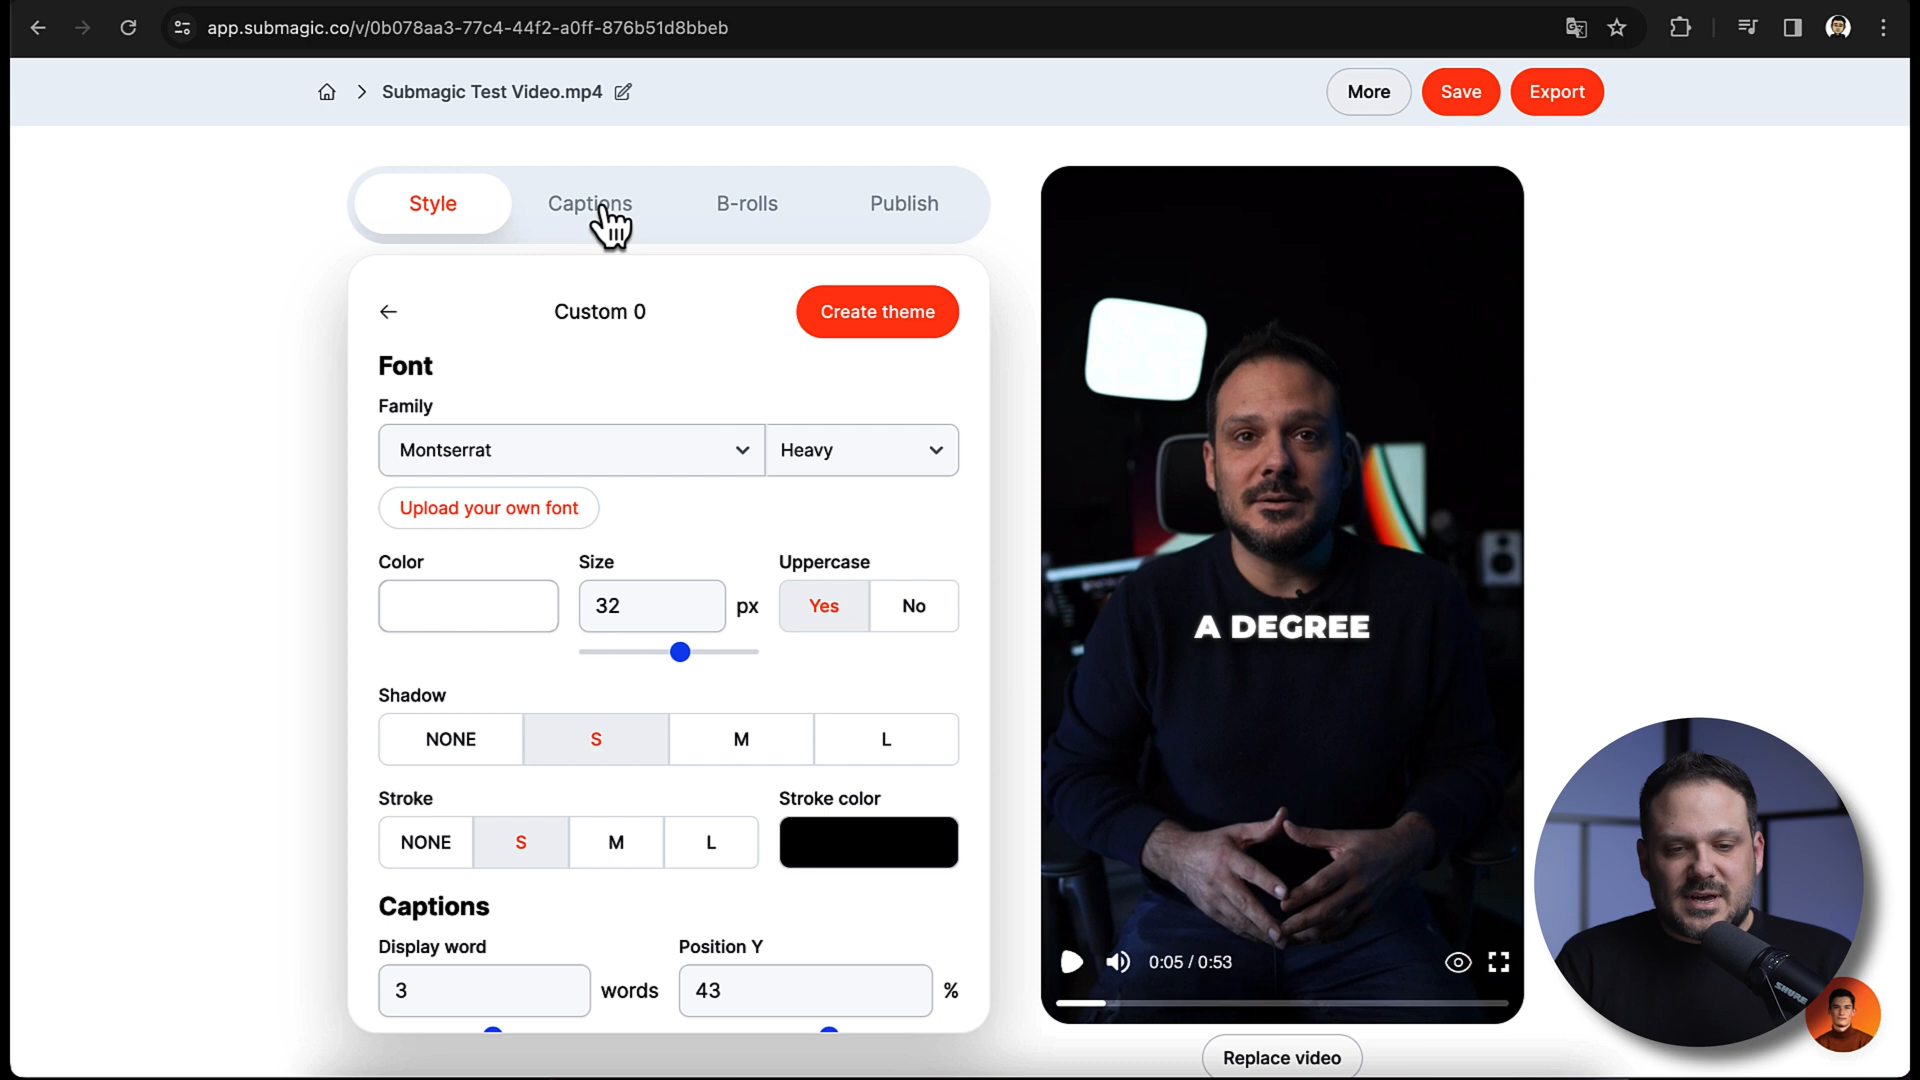 app.submagic.co/v/0b078aa3-77c4-44f2-a0ff-876b51d8bbeb
Submagic Test Video.mp4
More
Save
Export
Style
Captions
B-rolls
Publish
Custom 0
Create theme
Font
Family
Montserrat
Heavy
Upload your own font
Color
Size
Uppercase
32
px
Yes
No
Shadow
NONE
S
M
L
Stroke
Stroke color
NONE
S
M
L
Captions
Display word
Position Y
3
words
43
%
A DEGREE
0:05 / 0:53
SHURE
Replace video